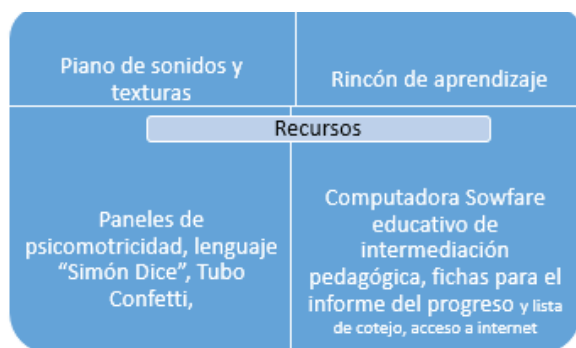 Piano de sonidos y
texturas
Rincón de aprendizaje
Recursos
Paneles de
psicomotricidad, lenguaje
“Simón Dice”, Tubo
Confetti,
Computadora Sowfare
educativo de
intermediación
pedagógica, fichas para el
informe del progreso y lista
de cotejo, acceso a internet